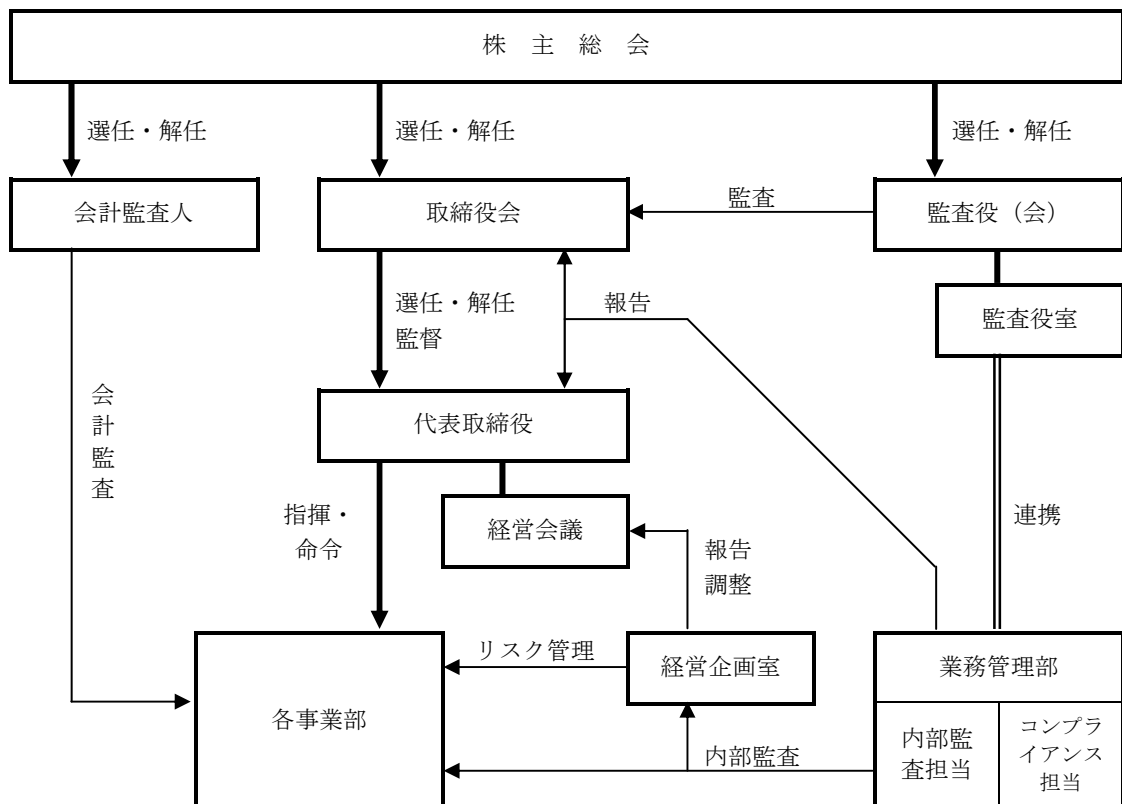 株　主　総　会
選任・解任
選任・解任
選任・解任
会計監査人
取締役会
監査
監査役（会）
選任・解任
監督
報告
監査役室
会
計
監
査
代表取締役
指揮・
命令
経営会議
報告
調整
連携
各事業部
リスク管理
経営企画室
業務管理部
内部監査
内部監
査担当
コンプラ
イアンス
担当